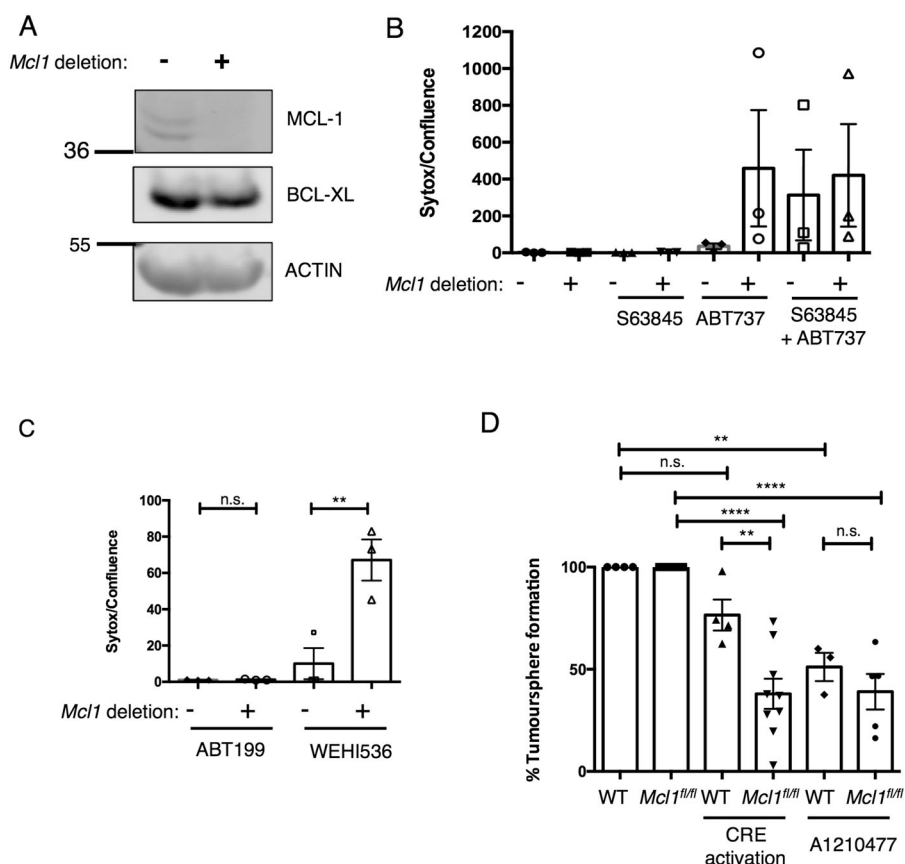 A
Mcl1 deletion: - +
MCL-1
36
BCL-XL
55
ACTIN
B
Sytox/Confluence
1200
1000
800
600
400
200
0
Mcl1 deletion: - + - + - + - +
S63845 ABT737 S63845
+ ABT737
C
Sytox/Confluence
100
80
60
40
20
0
n.s. **
Mcl1 deletion: - + - +
ABT199 WEHI536
D
**
n.s.
****
****
** n.s.
% Tumoursphere formation
100
50
0
WT Mcl1fl/fl WT Mcl1fl/fl WT Mcl1fl/fl
CRE
activation
A1210477